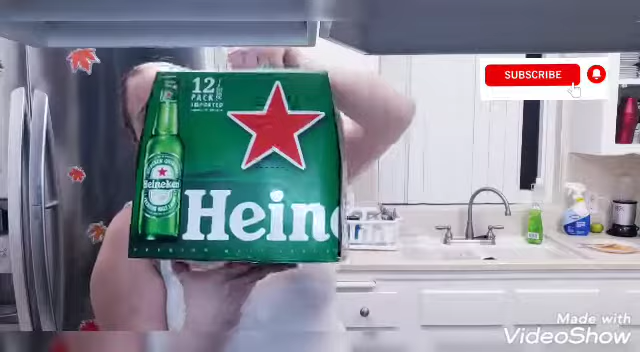 SUBSCRIBE
12
PACK
IMPORTED
Heineken
Hein
Made with
VideoShow